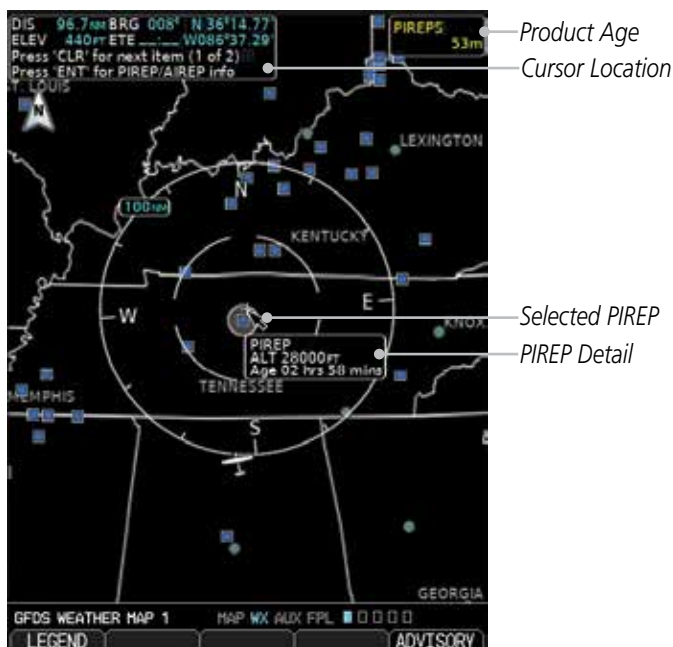 DIS 96.7NM BRG 008° N 36°14.77'
ELEV 440FT ETE __:__ W086°37.29'
Press 'CLR' for next item (1 of 2)
Press 'ENT' for PIREP/AIREP info
PIREPS
53m
Product Age
Cursor Location
T. LOUIS
N
LEXINGTON
N
100NM
KENTUCKY
W
E
Selected PIREP
KNOX
PIREP
ALT 28000FT
Age 02 hrs 58 mins
PIREP Detail
TENNESSEE
EMPHIS
S
GEORGIA
GFDS WEATHER MAP 1 MAP WX AUX FPL
LEGEND ADVISORY